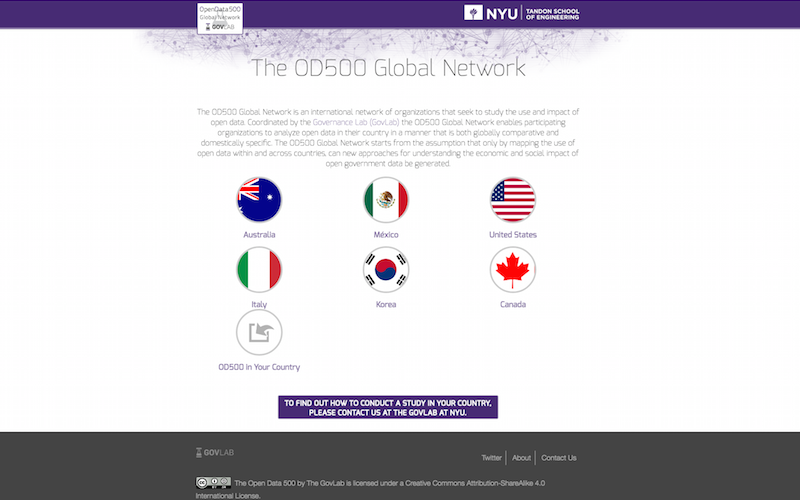 OpenData500
Global Network
GOVLAB
NYU
TANDON SCHOOL
OF ENGINEERING
The OD500 Global Network
The OD500 Global Network is an international network of organizations that seek to study the use and impact of
open data. Coordinated by the Governance Lab (GovLab) the OD500 Global Network enables participating
organizations to analyze open data in their country in a manner that is both globally comparative and
domestically specific. The OD500 Global Network starts from the assumption that only by mapping the use of
open data within and across countries, can new approaches for understanding the economic and social impact of
open government data be generated.
Australia
México
United States
Italy
Korea
Canada
OD500 In Your Country
TO FIND OUT HOW TO CONDUCT A STUDY IN YOUR COUNTRY,
PLEASE CONTACT US AT THE GOVLAB AT NYU.
GOVLAB
Twitter
About
Contact Us
The Open Data 500 by The GovLab is licensed under a Creative Commons Attribution-ShareAlike 4.0
International License.